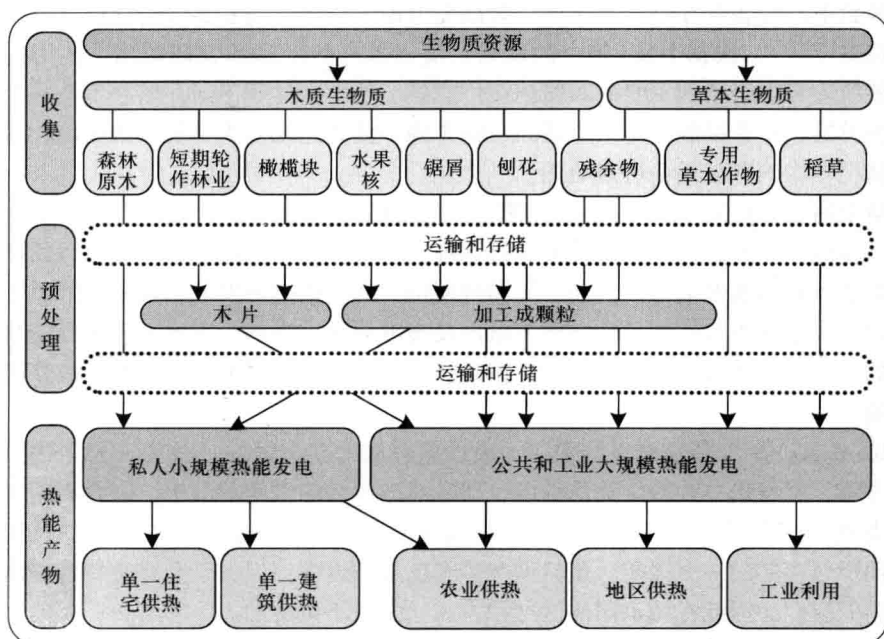 收集
生物质资源
木质生物质
草本生物质
森林
原木
短期轮
作林业
橄榄块
水果
核
锯屑
刨花
残余物
专用
草本作物
稻草
预处理
运输和存储
木片
加工成颗粒
运输和存储
热能产物
私人小规模热能发电
公共和工业大规模热能发电
单一住
宅供热
单一建
筑供热
农业供热
地区供热
工业利用